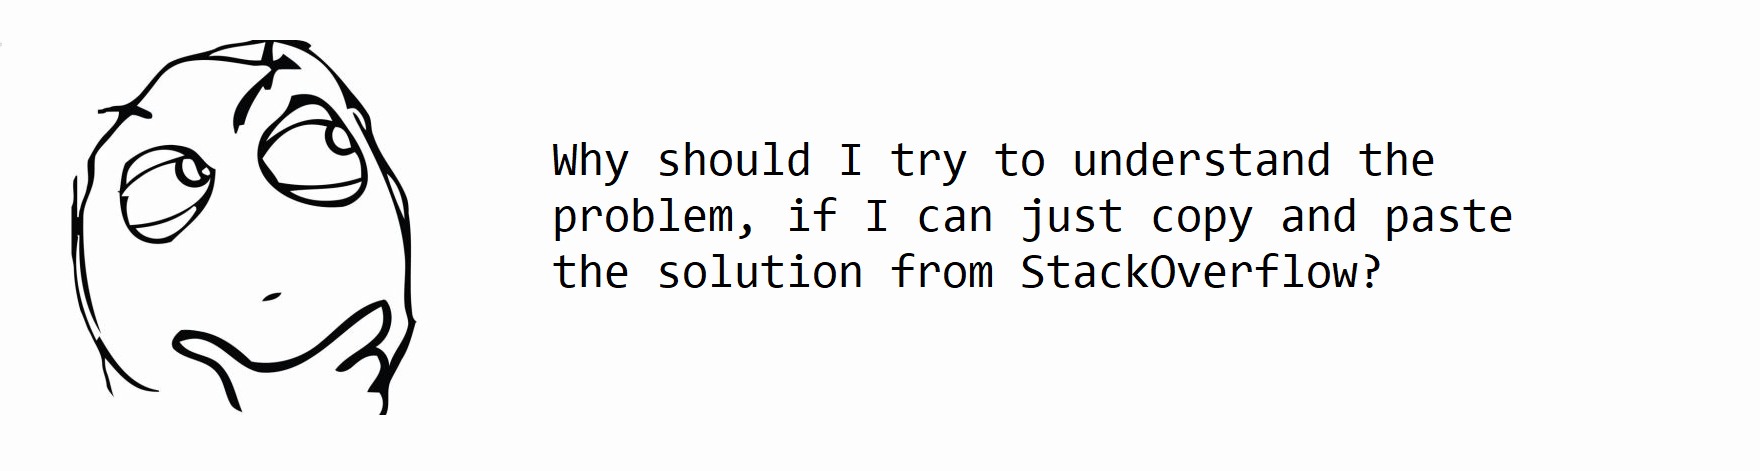 Why should I try to understand the
problem, if I can just copy and paste
the solution from StackOverflow?